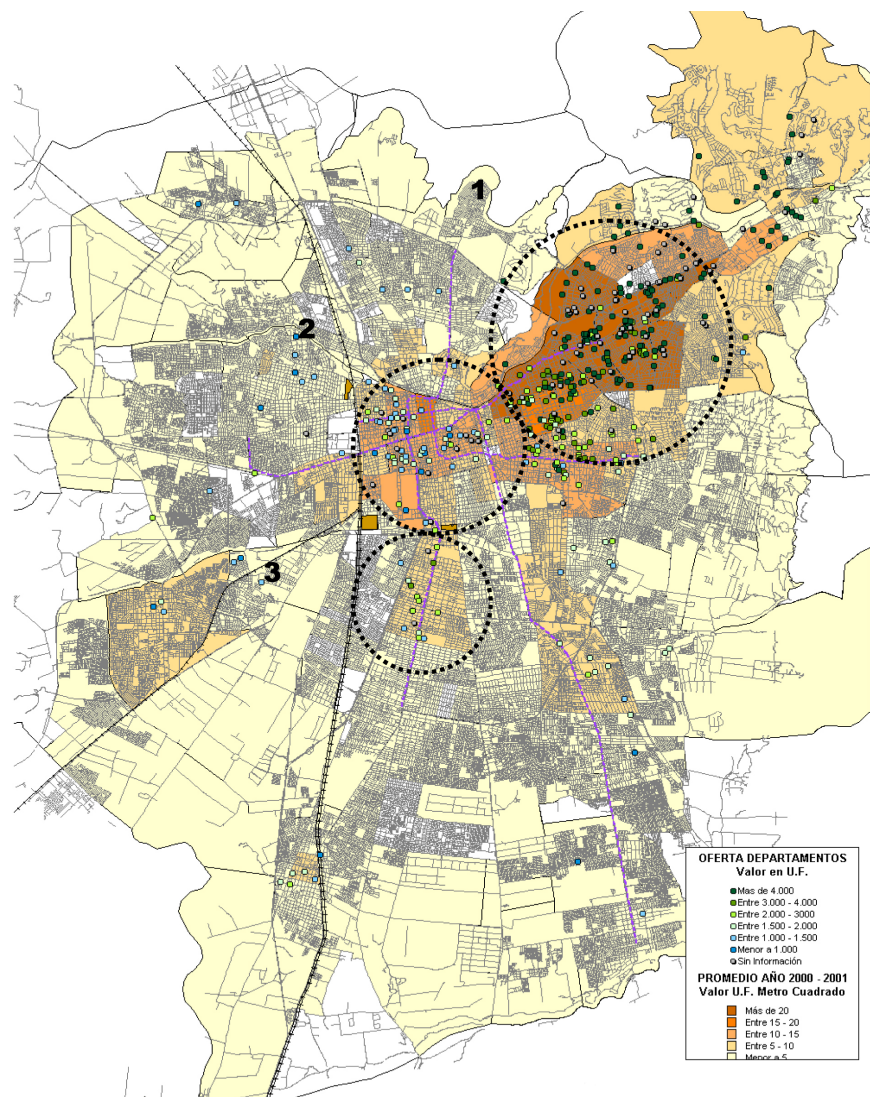 1
2
3
OFERTA DEPARTAMENTOS
Valor en U.F.
Mas de 4.000
Entre 3.000 - 4.000
Entre 2.000 - 3000
Entre 1.500 - 2.000
Entre 1.000 - 1.500
Menor a 1.000
Sin Información
PROMEDIO AÑO 2000 - 2001
Valor U.F. Metro Cuadrado
Más de 20
Entre 15 - 20
Entre 10 - 15
Entre 5 - 10
Menor a 5